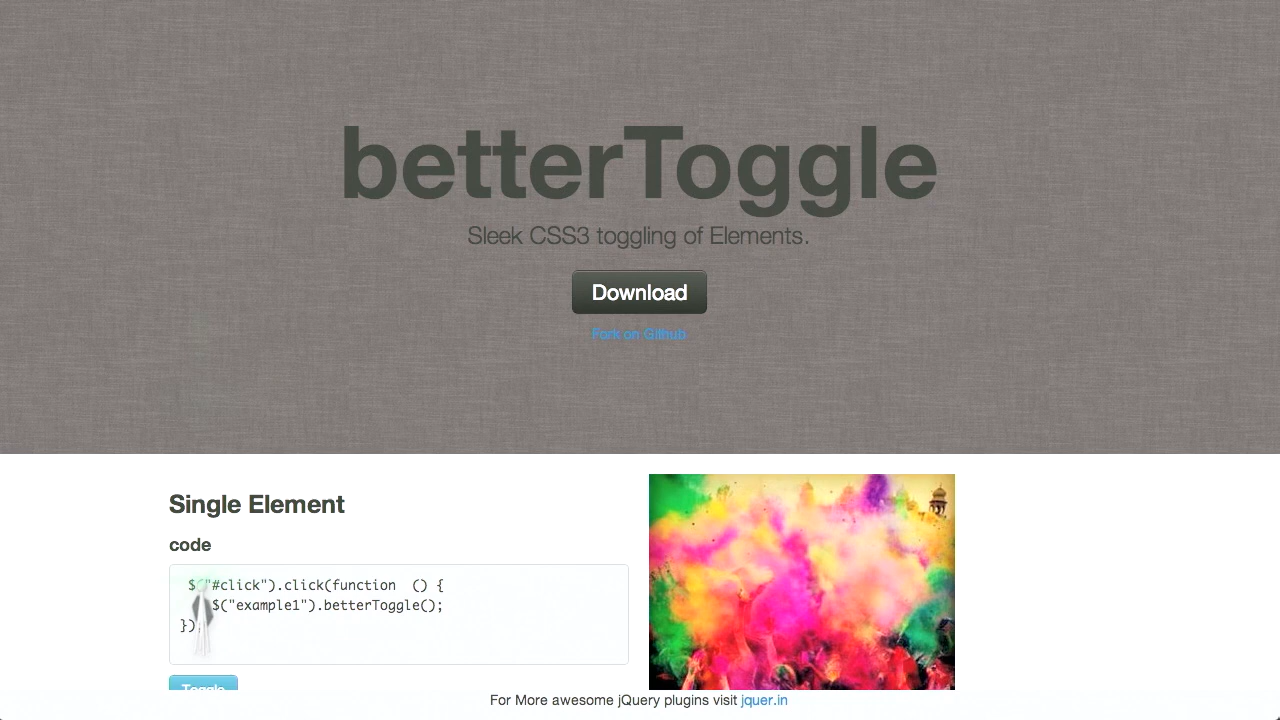 betterToggle
Sleek CSS3 toggling of Elements.
Download
Fork on Github
Single Element
code
$("#click").click(function () {
$("example1").betterToggle();
});
Toggle
For More awesome jQuery plugins visit jquer.in